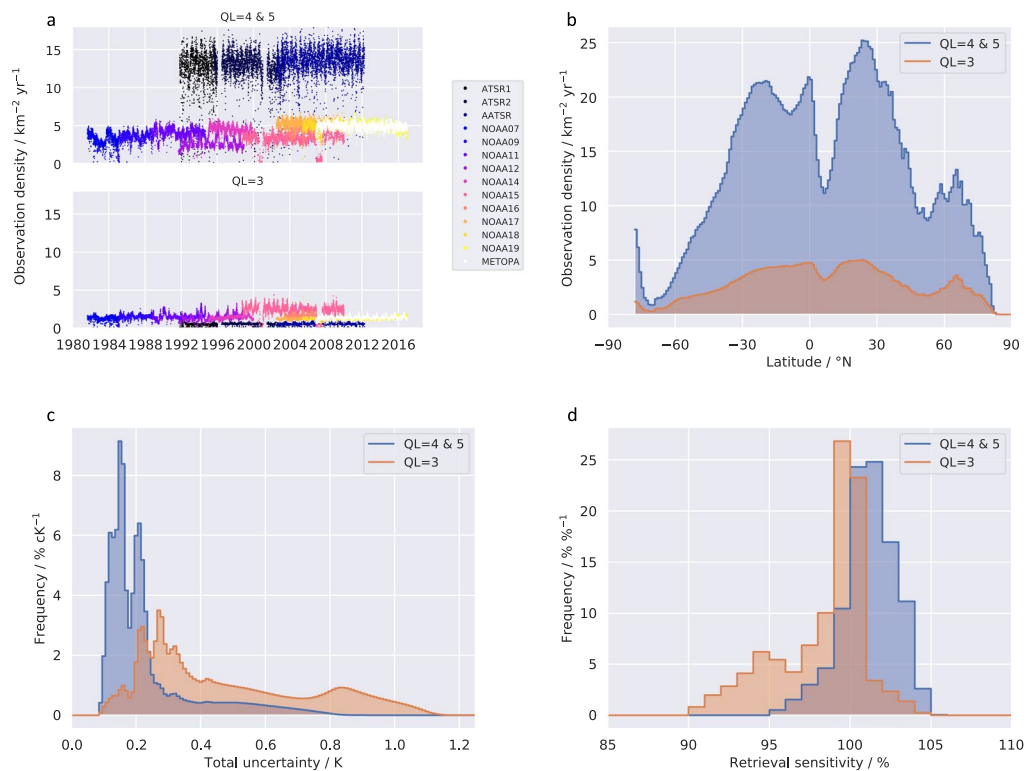 a
QL=4 & 5
15
10
5
0
Observation density / km⁻² yr⁻¹
QL=3
15
10
5
0
1980 1984 1988 1992 1996 2000 2004 2008 2012 2016
ATSR1
ATSR2
AATSR
NOAA07
NOAA09
NOAA11
NOAA12
NOAA14
NOAA15
NOAA16
NOAA17
NOAA18
NOAA19
METOPA
b
QL=4 & 5
QL=3
25
20
15
10
5
0
Observation density / km⁻² yr⁻¹
−90 −60 −30 0 30 60 90
Latitude / °N
c
QL=4 & 5
QL=3
8
6
4
2
0
Frequency / % cK⁻¹
0.0 0.2 0.4 0.6 0.8 1.0 1.2
Total uncertainty / K
d
QL=4 & 5
QL=3
25
20
15
10
5
0
Frequency / % %⁻¹
85 90 95 100 105 110
Retrieval sensitivity / %